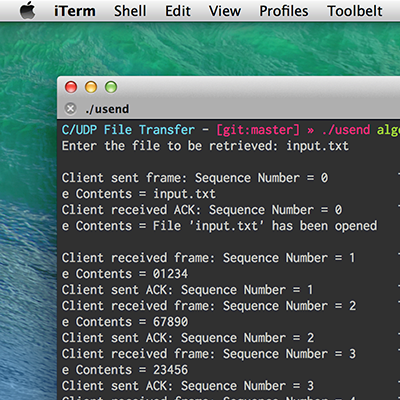 iTerm Shell Edit View Profiles Toolbelt
./usend
C/UDP File Transfer - [git:master] » ./usend
Enter the file to be retrieved: input.txt
Client sent frame: Sequence Number = 0
e Contents = input.txt
Client received ACK: Sequence Number = 0
e Contents = File 'input.txt' has been opened
Client received frame: Sequence Number = 1
e Contents = 01234
Client sent ACK: Sequence Number = 1
Client received frame: Sequence Number = 2
e Contents = 67890
Client sent ACK: Sequence Number = 2
Client received frame: Sequence Number = 3
e Contents = 23456
Client sent ACK: Sequence Number = 3